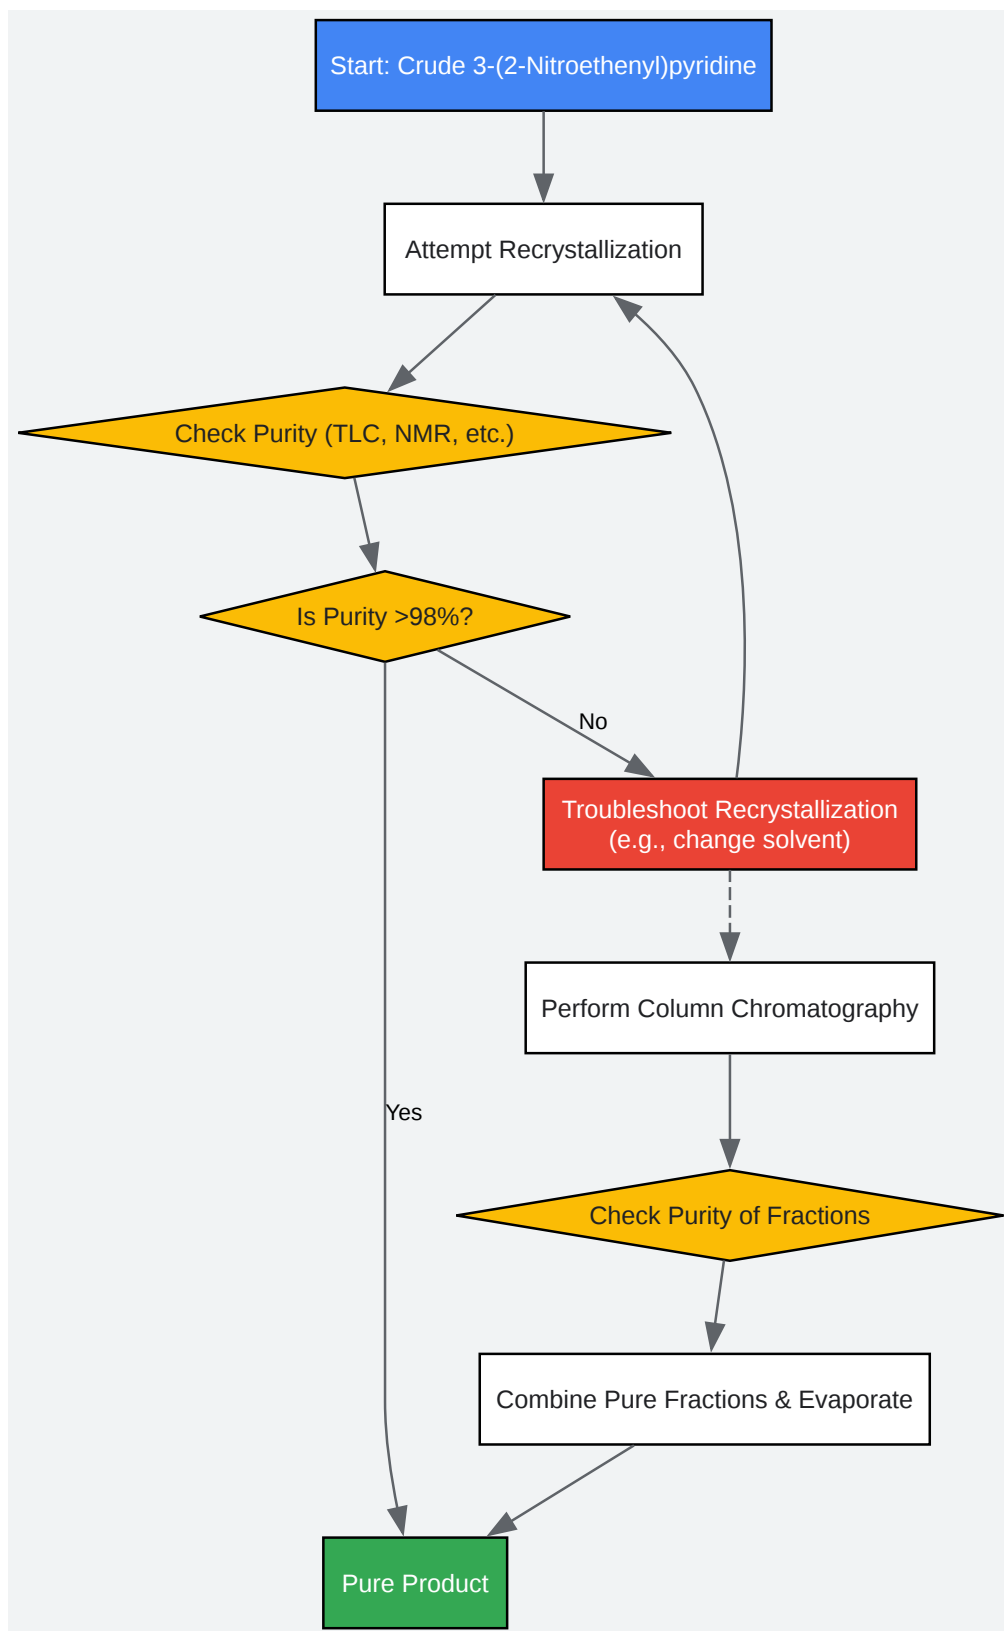 Start: Crude 3-(2-Nitroethenyl)pyridine
Attempt Recrystallization
Check Purity (TLC, NMR, etc.)
Is Purity >98%?
No
Troubleshoot Recrystallization
(e.g., change solvent)
Perform Column Chromatography
Yes
Check Purity of Fractions
Combine Pure Fractions & Evaporate
Pure Product